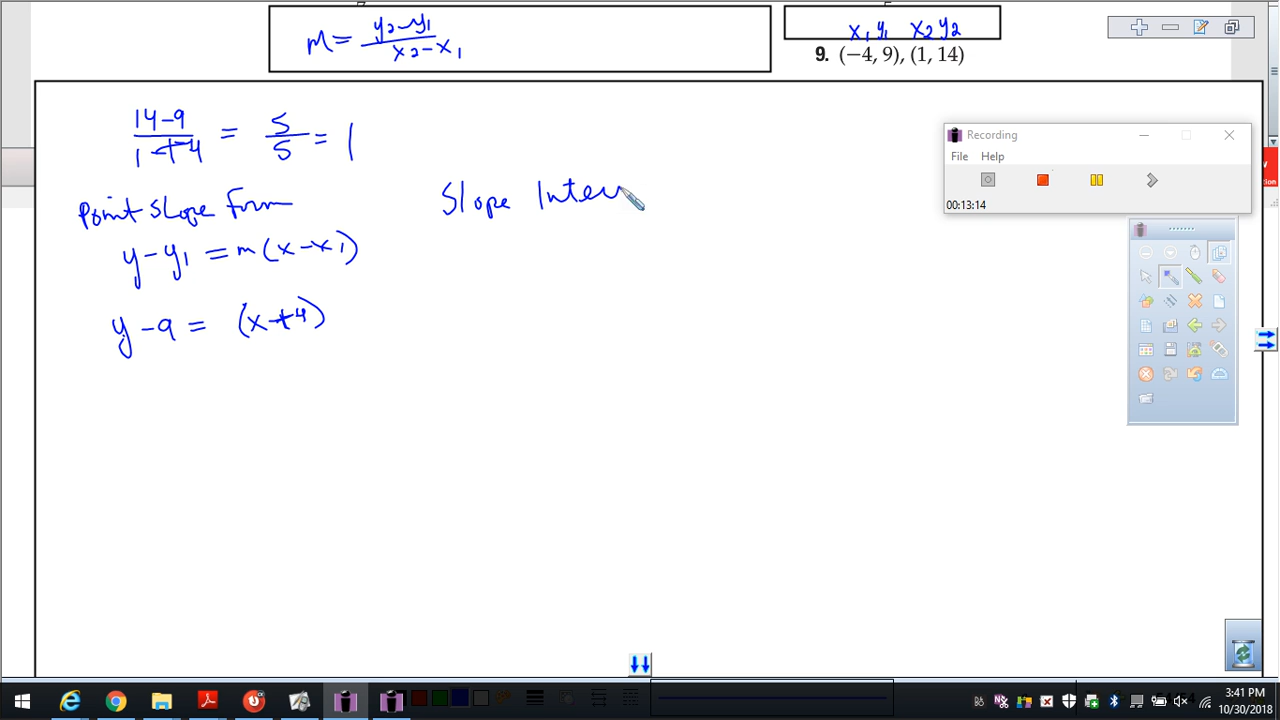 m = y2-y1 / x2-x1
x1 y1 x2 y2
9. (−4, 9), (1, 14)
14-9 / 1-+4 = 5/5 = 1
Recording
File Help
00:13:14
Point Slope Form
Slope Inter
y-y1 = m(x-x1)
y-9 = (x-+4)
3:41 PM
10/30/2018